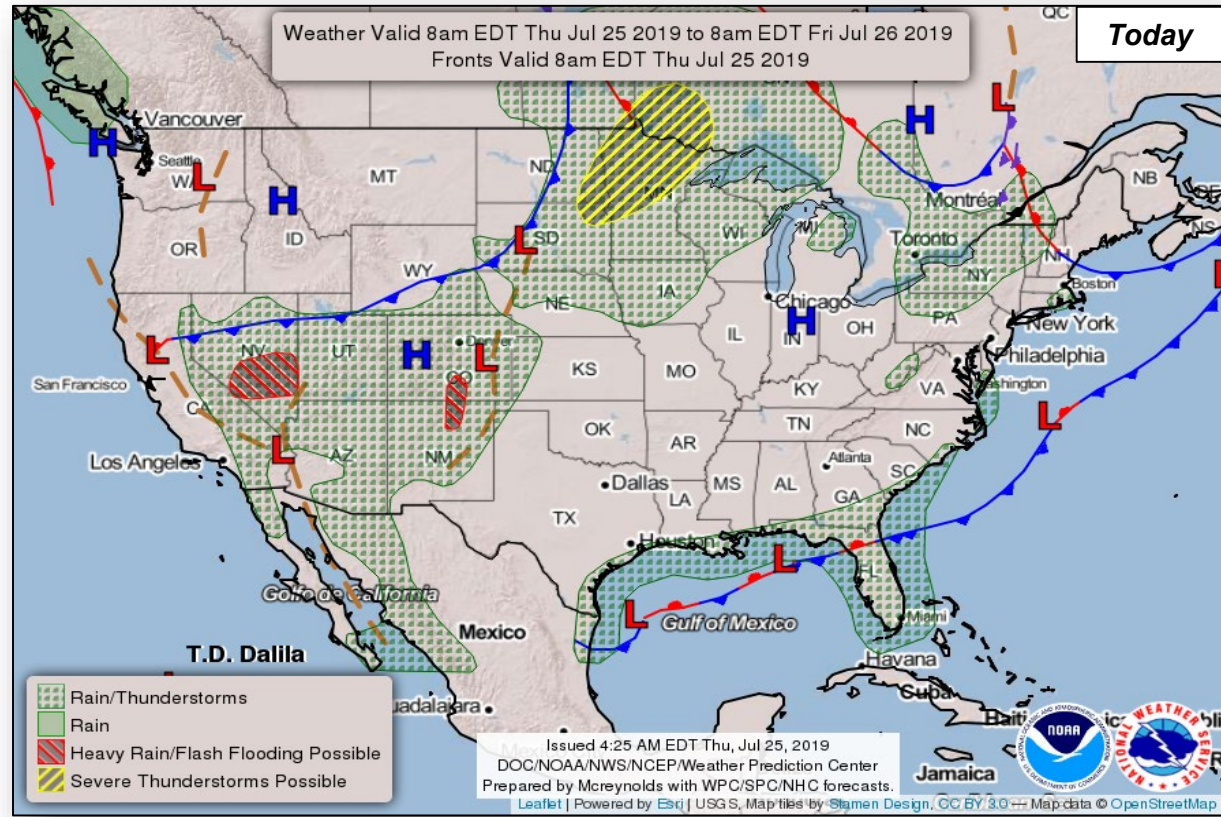 Weather Valid 8am EDT Thu Jul 25 2019 to 8am EDT Fri Jul 26 2019
Fronts Valid 8am EDT Thu Jul 25 2019
Today
QC
Vancouver
H
H
L
Seattle
WA
L
MT
ND
MN
Montréal
NB
H
ID
OR
L
SD
WI
MI
Toronto
NH
NS
WY
NE
IA
NY
Boston
L
Chicago
H
IL
IN
OH
PA
New York
Philadelphia
L
NV
UT
H
Denver
CO
L
KS
MO
KY
VA
San Francisco
CA
L
Los Angeles
AZ
NM
OK
AR
TN
NC
L
Dallas
LA
MS
AL
Atlanta
GA
SC
TX
Houston
L
FL
L
Gulf of Mexico
Miami
Golfo de California
Mexico
Havana
Cuba
T.D. Dalila
Rain/Thunderstorms
Rain
Heavy Rain/Flash Flooding Possible
Severe Thunderstorms Possible
Jamaica
NOAA
NATIONAL WEATHER SERVICE
Issued 4:25 AM EDT Thu, Jul 25, 2019
DOC/NOAA/NWS/NCEP/Weather Prediction Center
Prepared by Mcreynolds with WPC/SPC/NHC forecasts.
Leaflet | Powered by Esri | USGS, Map tiles by Stamen Design, CC BY 3.0 — Map data © OpenStreetMap